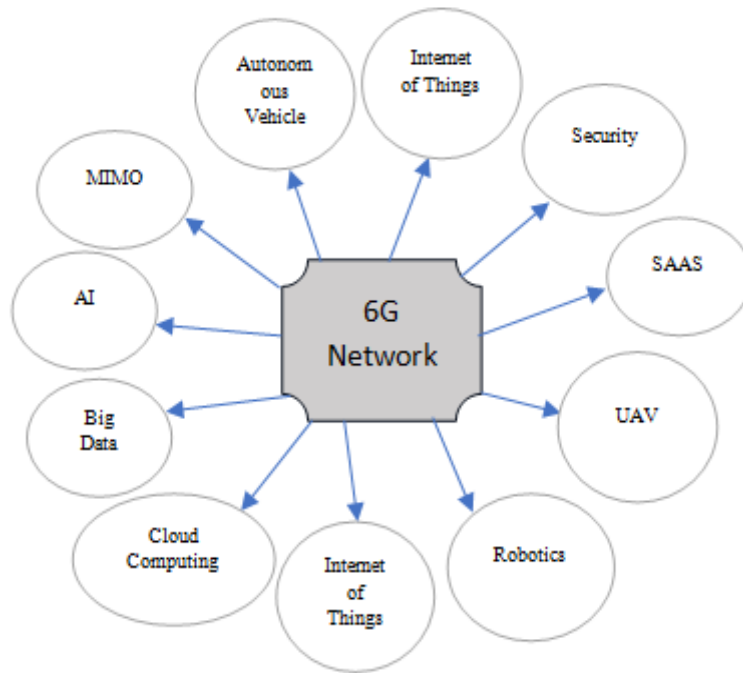 Autonom
ous
Vehicle
Internet
of Things
Security
MIMO
SAAS
AI
6G
Network
Big
Data
UAV
Cloud
Computing
Internet
of
Things
Robotics